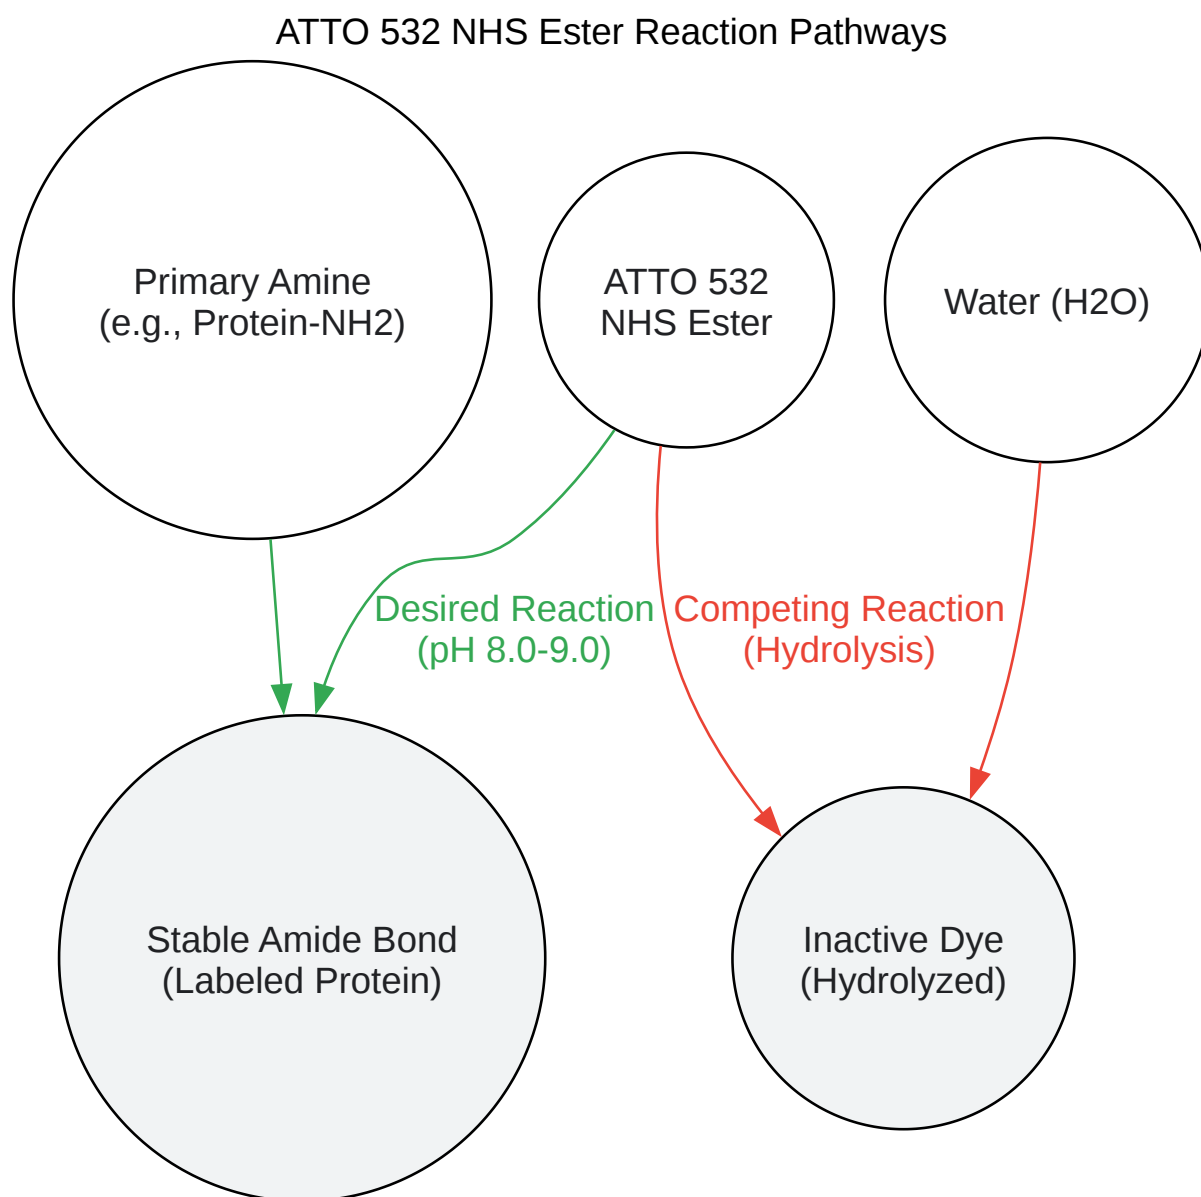 ATTO 532 NHS Ester Reaction Pathways
Primary Amine
(e.g., Protein-NH2)
ATTO 532
NHS Ester
Water (H2O)
Desired Reaction
(pH 8.0-9.0)
Competing Reaction
(Hydrolysis)
Stable Amide Bond
(Labeled Protein)
Inactive Dye
(Hydrolyzed)